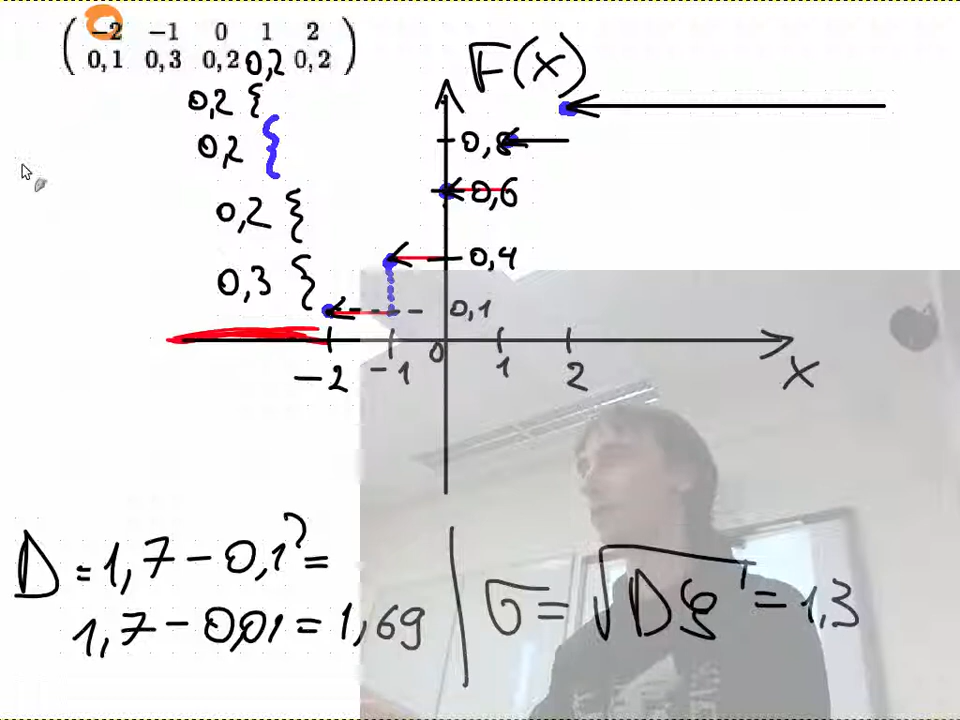 -2 -1 0 1 2
0,1 0,3 0,2 0,2 0,2
0,2 {
0,2 {
0,2 {
0,3 {
F(x)
0,8
0,6
0,4
0,1
-2 -1 0 1 2 x
D = 1,7 - 0,1² =
1,7 - 0,01 = 1,69
σ = √Dξ = 1,3